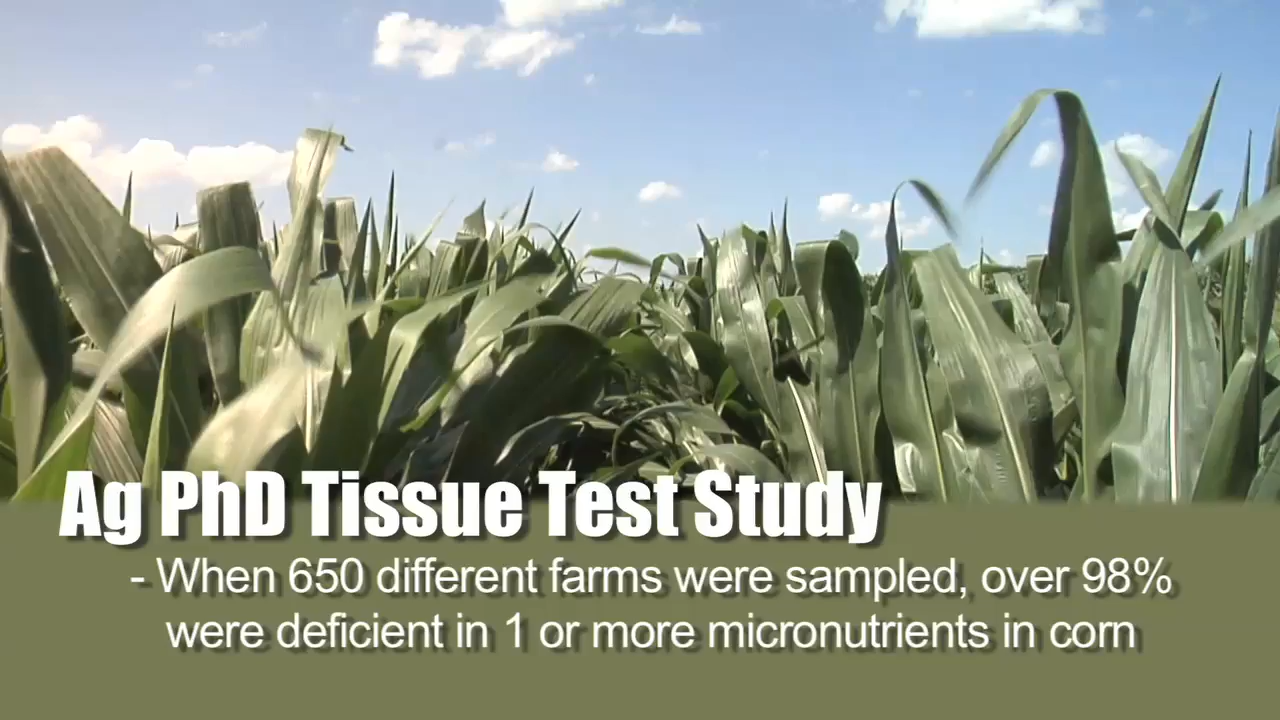 Ag PhD Tissue Test Study
- When 650 different farms were sampled, over 98%
were deficient in 1 or more micronutrients in corn